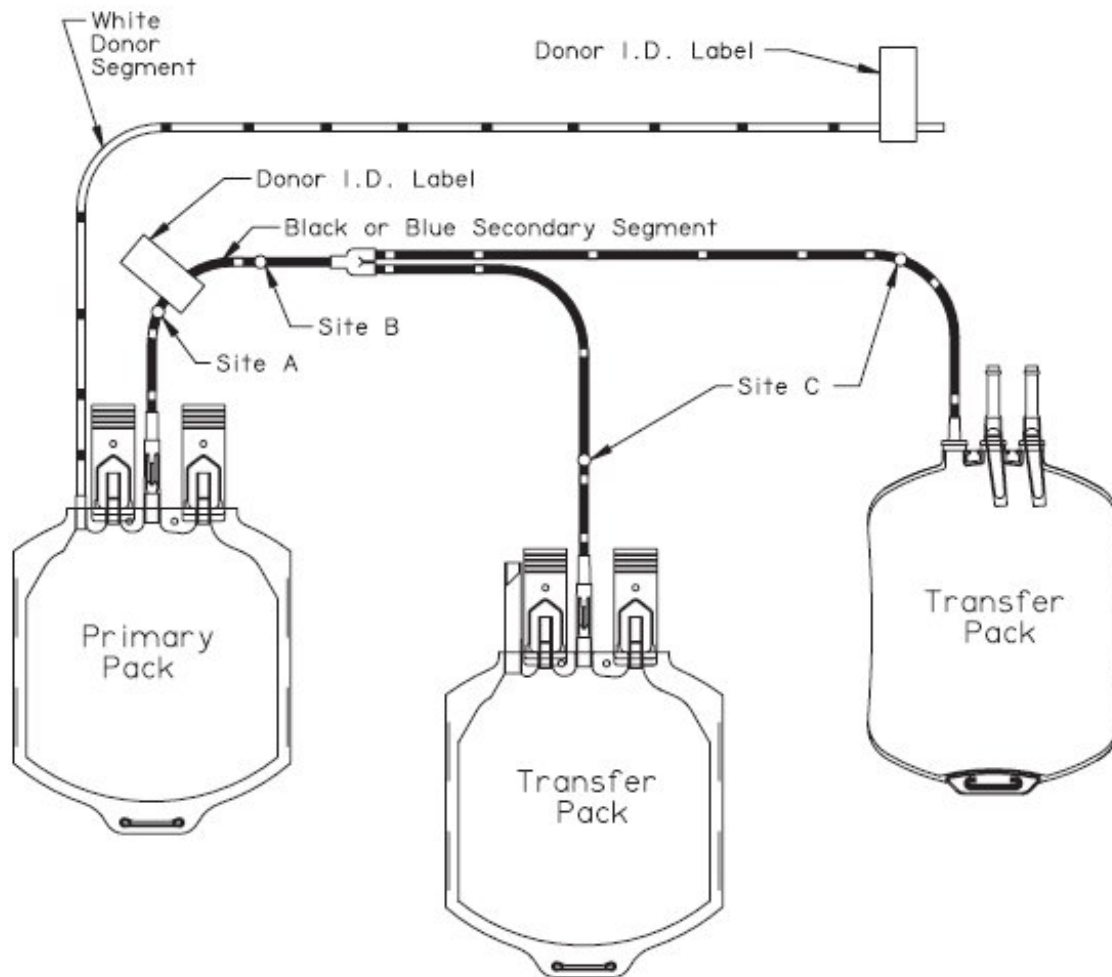 White
Donor
Segment
Donor I.D. Label
Donor I.D. Label
Black or Blue Secondary Segment
Site B
Site A
Site C
Primary
Pack
Transfer
Pack
Transfer
Pack